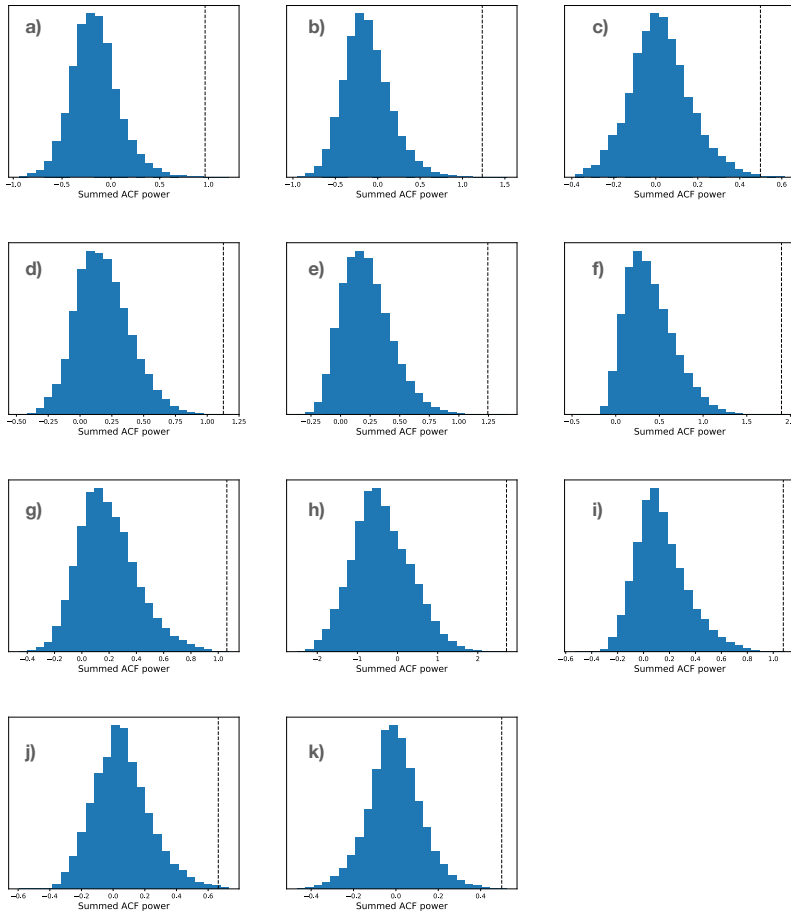 a)
−1.0 −0.5 0.0 0.5 1.0
Summed ACF power
b)
−1.0 −0.5 0.0 0.5 1.0 1.5
Summed ACF power
c)
−0.4 −0.2 0.0 0.2 0.4 0.6
Summed ACF power
d)
−0.50 −0.25 0.00 0.25 0.50 0.75 1.00 1.25
Summed ACF power
e)
−0.25 0.00 0.25 0.50 0.75 1.00 1.25
Summed ACF power
f)
−0.5 0.0 0.5 1.0 1.5 2.0
Summed ACF power
g)
−0.4 −0.2 0.0 0.2 0.4 0.6 0.8 1.0
Summed ACF power
h)
−2 −1 0 1 2
Summed ACF power
i)
−0.6 −0.4 −0.2 0.0 0.2 0.4 0.6 0.8 1.0
Summed ACF power
j)
−0.6 −0.4 −0.2 0.0 0.2 0.4 0.6
Summed ACF power
k)
−0.4 −0.2 0.0 0.2 0.4
Summed ACF power